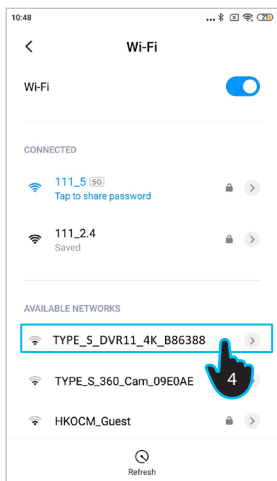 10:48
... 21
Wi-Fi
Wi-Fi
CONNECTED
111_5 5G
Tap to share password
111_2.4
Saved
AVAILABLE NETWORKS
TYPE_S_DVR11_4K_B86388
TYPE_S_360_Cam_09E0AE
4
HKOCM_Guest
Refresh